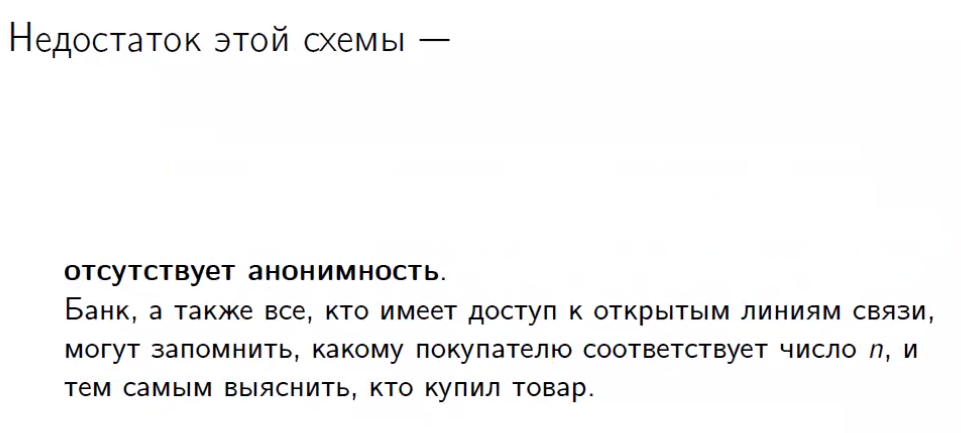 Недостаток этой схемы —
отсутствует анонимность.
Банк, а также все, кто имеет доступ к открытым линиям связи,
могут запомнить, какому покупателю соответствует число n, и
тем самым выяснить, кто купил товар.